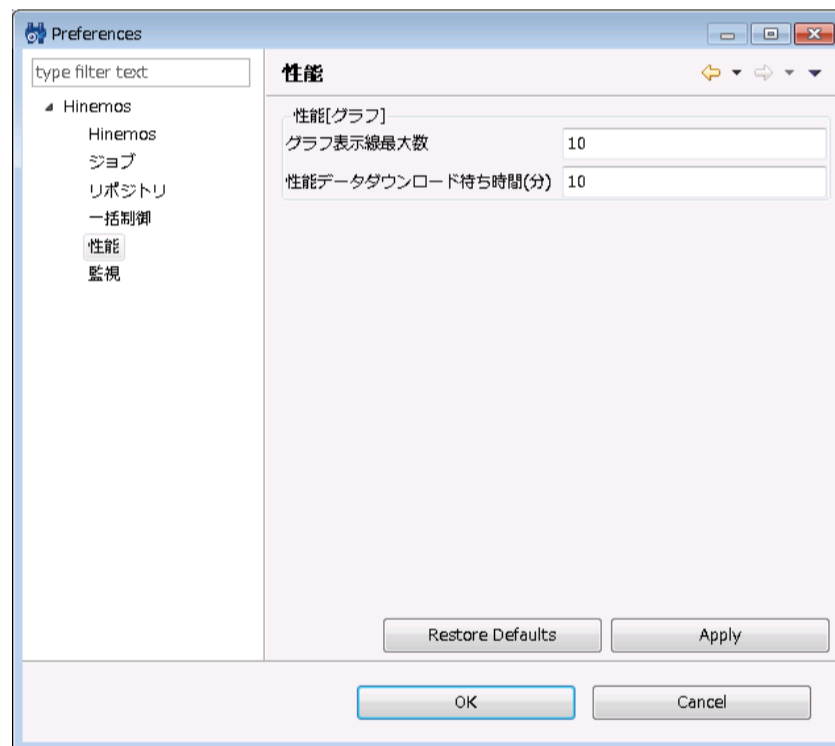 Preferences
type filter text
Hinemos
Hinemos
ジョブ
リポジトリ
一括制御
性能
監視
性能
性能[グラフ]
グラフ表示線最大数 10
性能データダウンロード待ち時間(分) 10
Restore Defaults Apply
OK Cancel